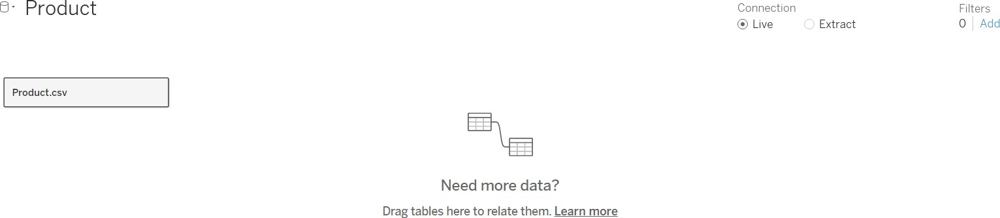 Product
Connection
Live
Extract
Filters
0
Add
Product.csv
Need more data?
Drag tables here to relate them. Learn more